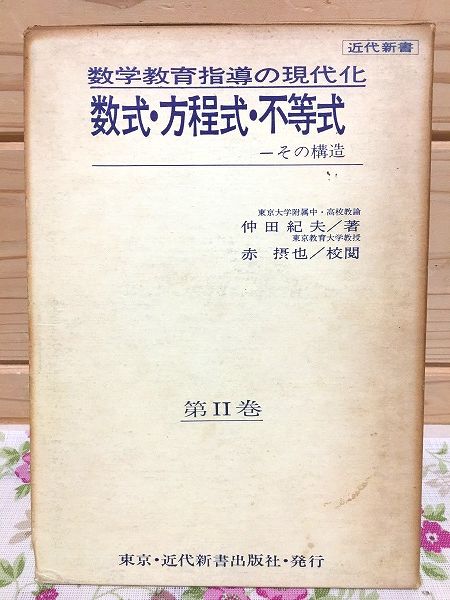 近代新書
数学教育指導の現代化
数式・方程式・不等式
―その構造
東京大学附属中・高校教諭
仲田紀夫/著
東京教育大学教授
赤摂也/校閲
第II巻
東京・近代新書出版社・発行